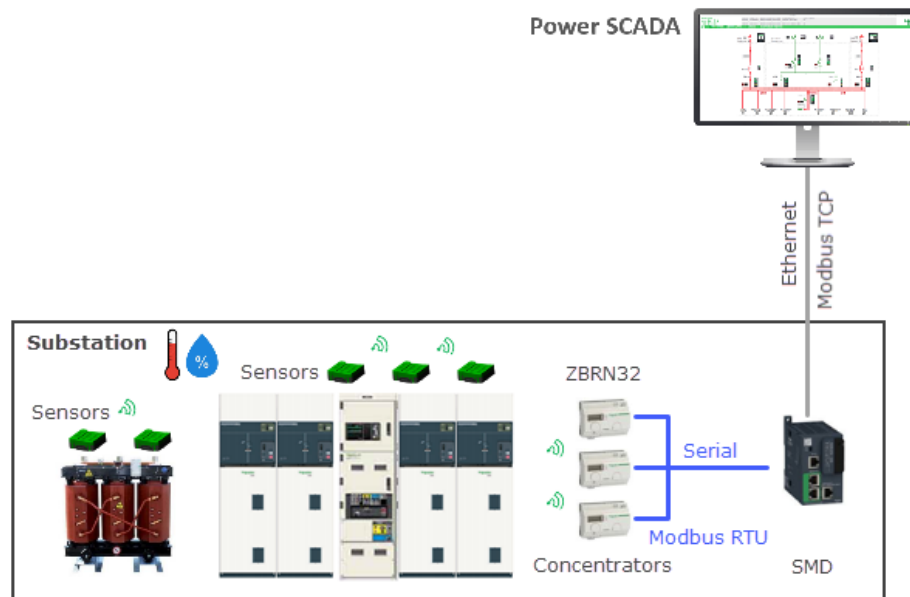 Power SCADA
Ethernet
Modbus TCP
Substation
%
Sensors
ZBRN32
Sensors
Serial
Modbus RTU
Concentrators
SMD